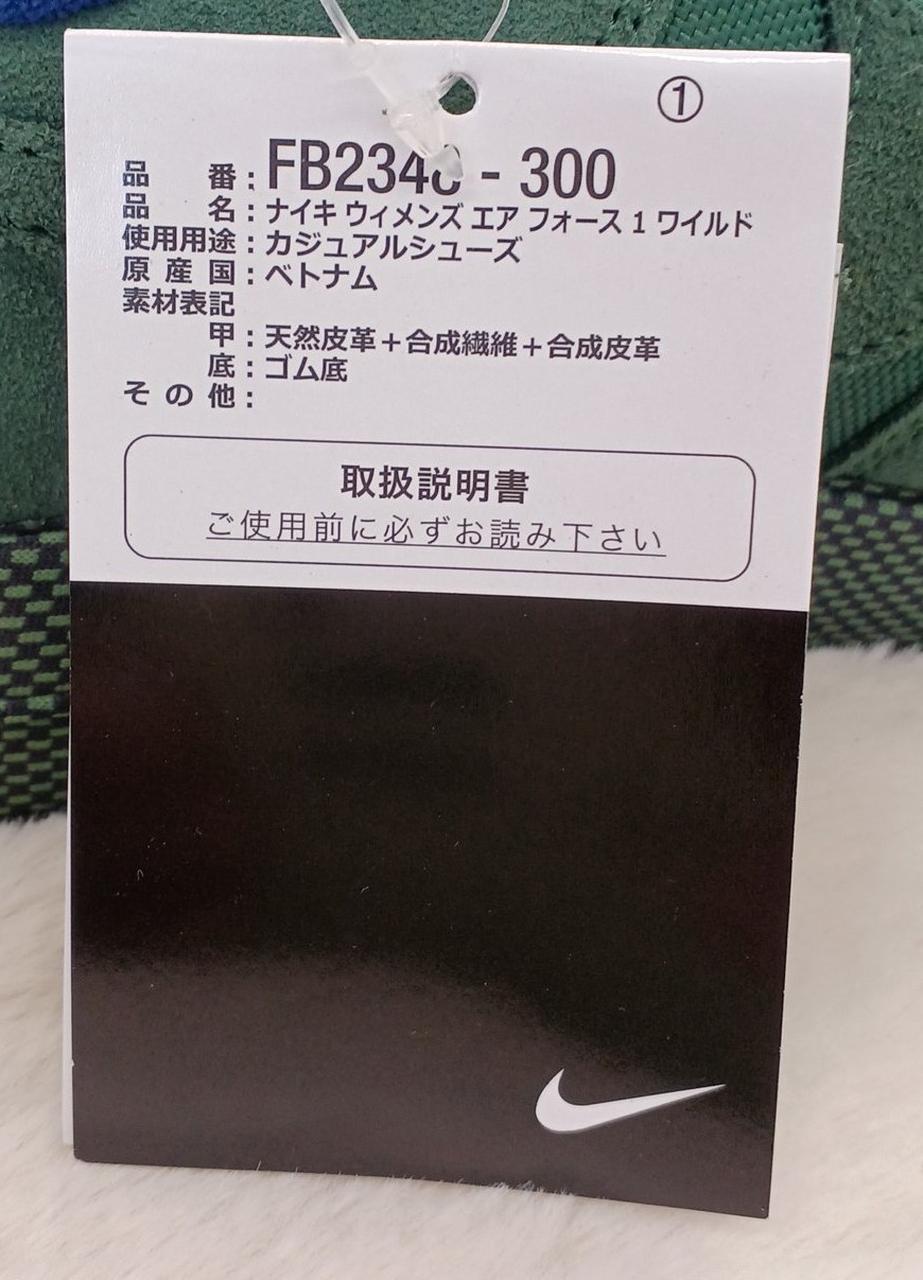 ①
品番：FB2348 - 300
品名：ナイキ ウィメンズ エア フォース 1 ワイルド
使用用途：カジュアルシューズ
原産国：ベトナム
素材表記
甲：天然皮革＋合成繊維＋合成皮革
底：ゴム底
その他：
取扱説明書
ご使用前に必ずお読み下さい